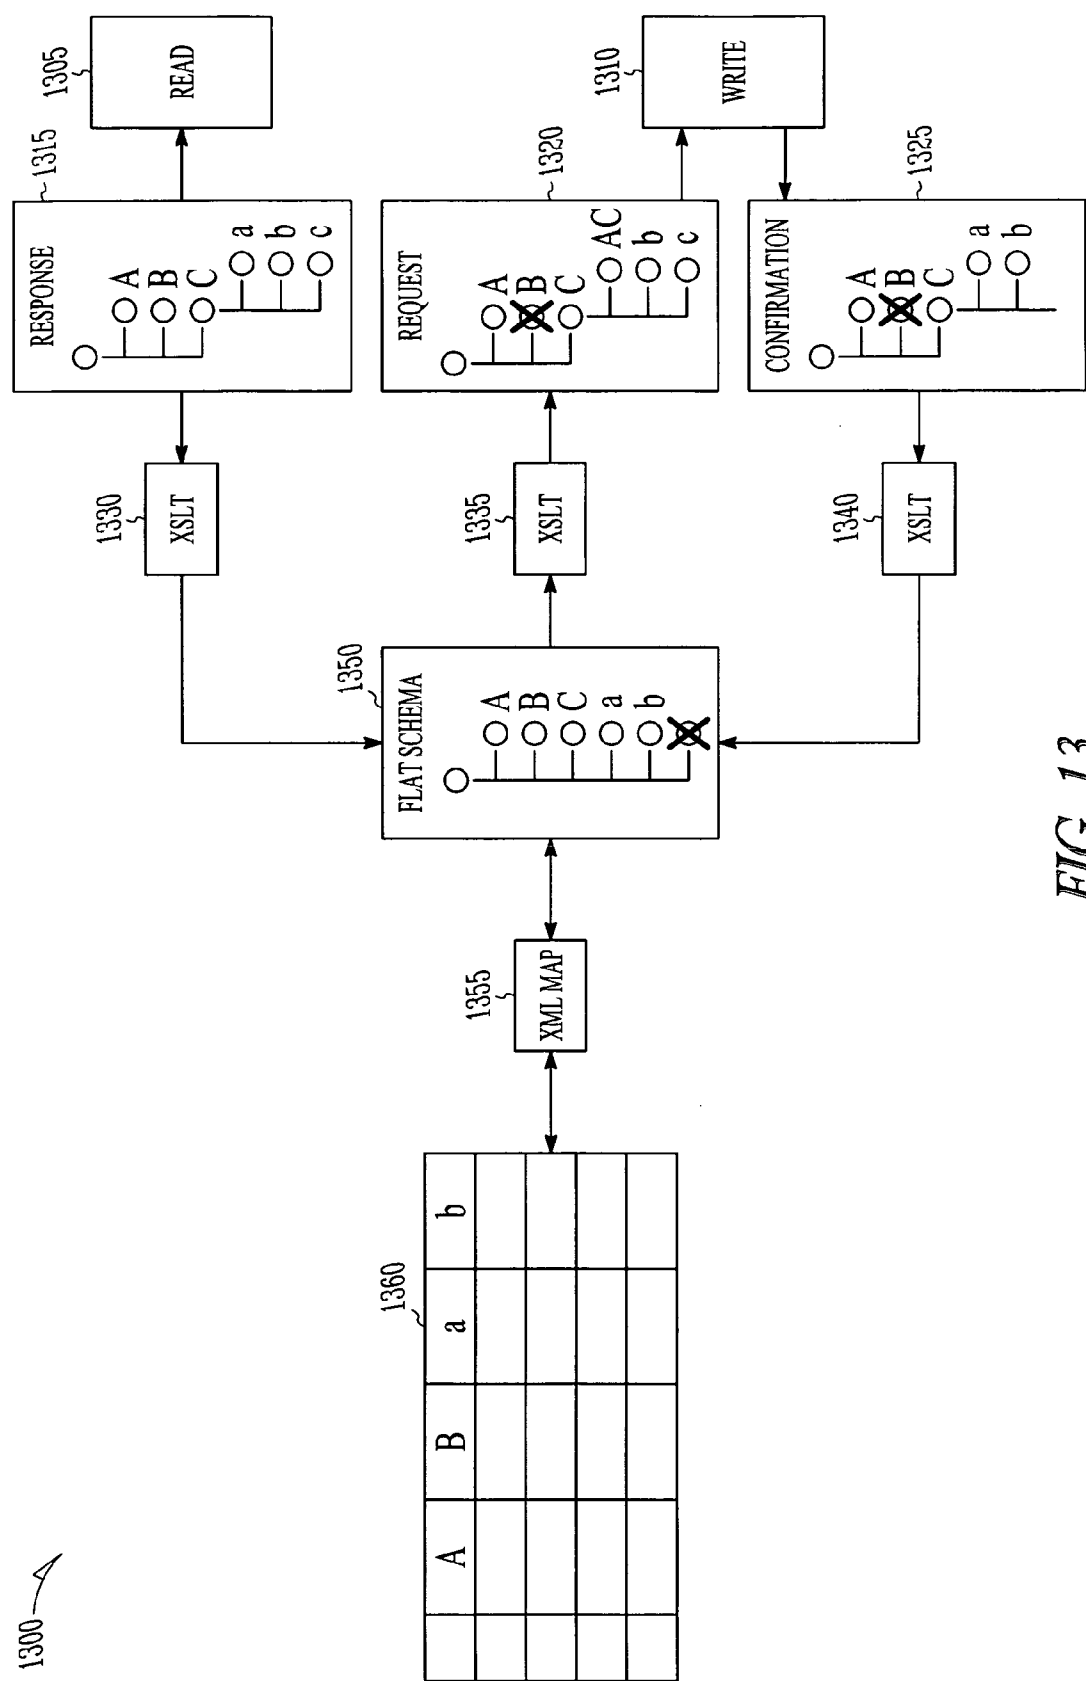 1300
1360
A B a b
1355
XML MAP
1350
FLAT SCHEMA
A
B
C
a
b
1330
XSLT
1335
XSLT
1340
XSLT
1315
RESPONSE
A
B
C
a
b
c
1305
READ
1320
REQUEST
A
B
C
AC
b
c
1310
WRITE
1325
CONFIRMATION
A
B
C
a
b
FIG. 13